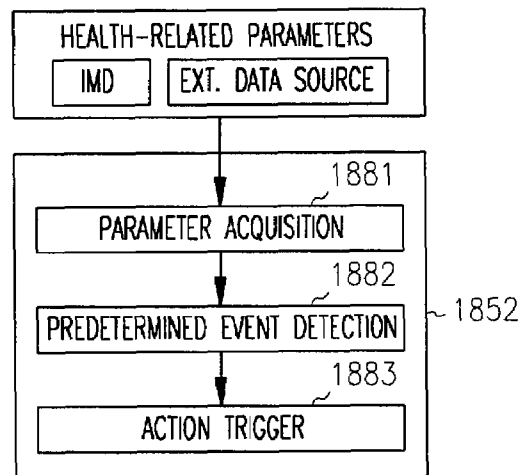 HEALTH-RELATED PARAMETERS
IMD
EXT. DATA SOURCE
1881
PARAMETER ACQUISITION
1882
PREDETERMINED EVENT DETECTION
1852
1883
ACTION TRIGGER